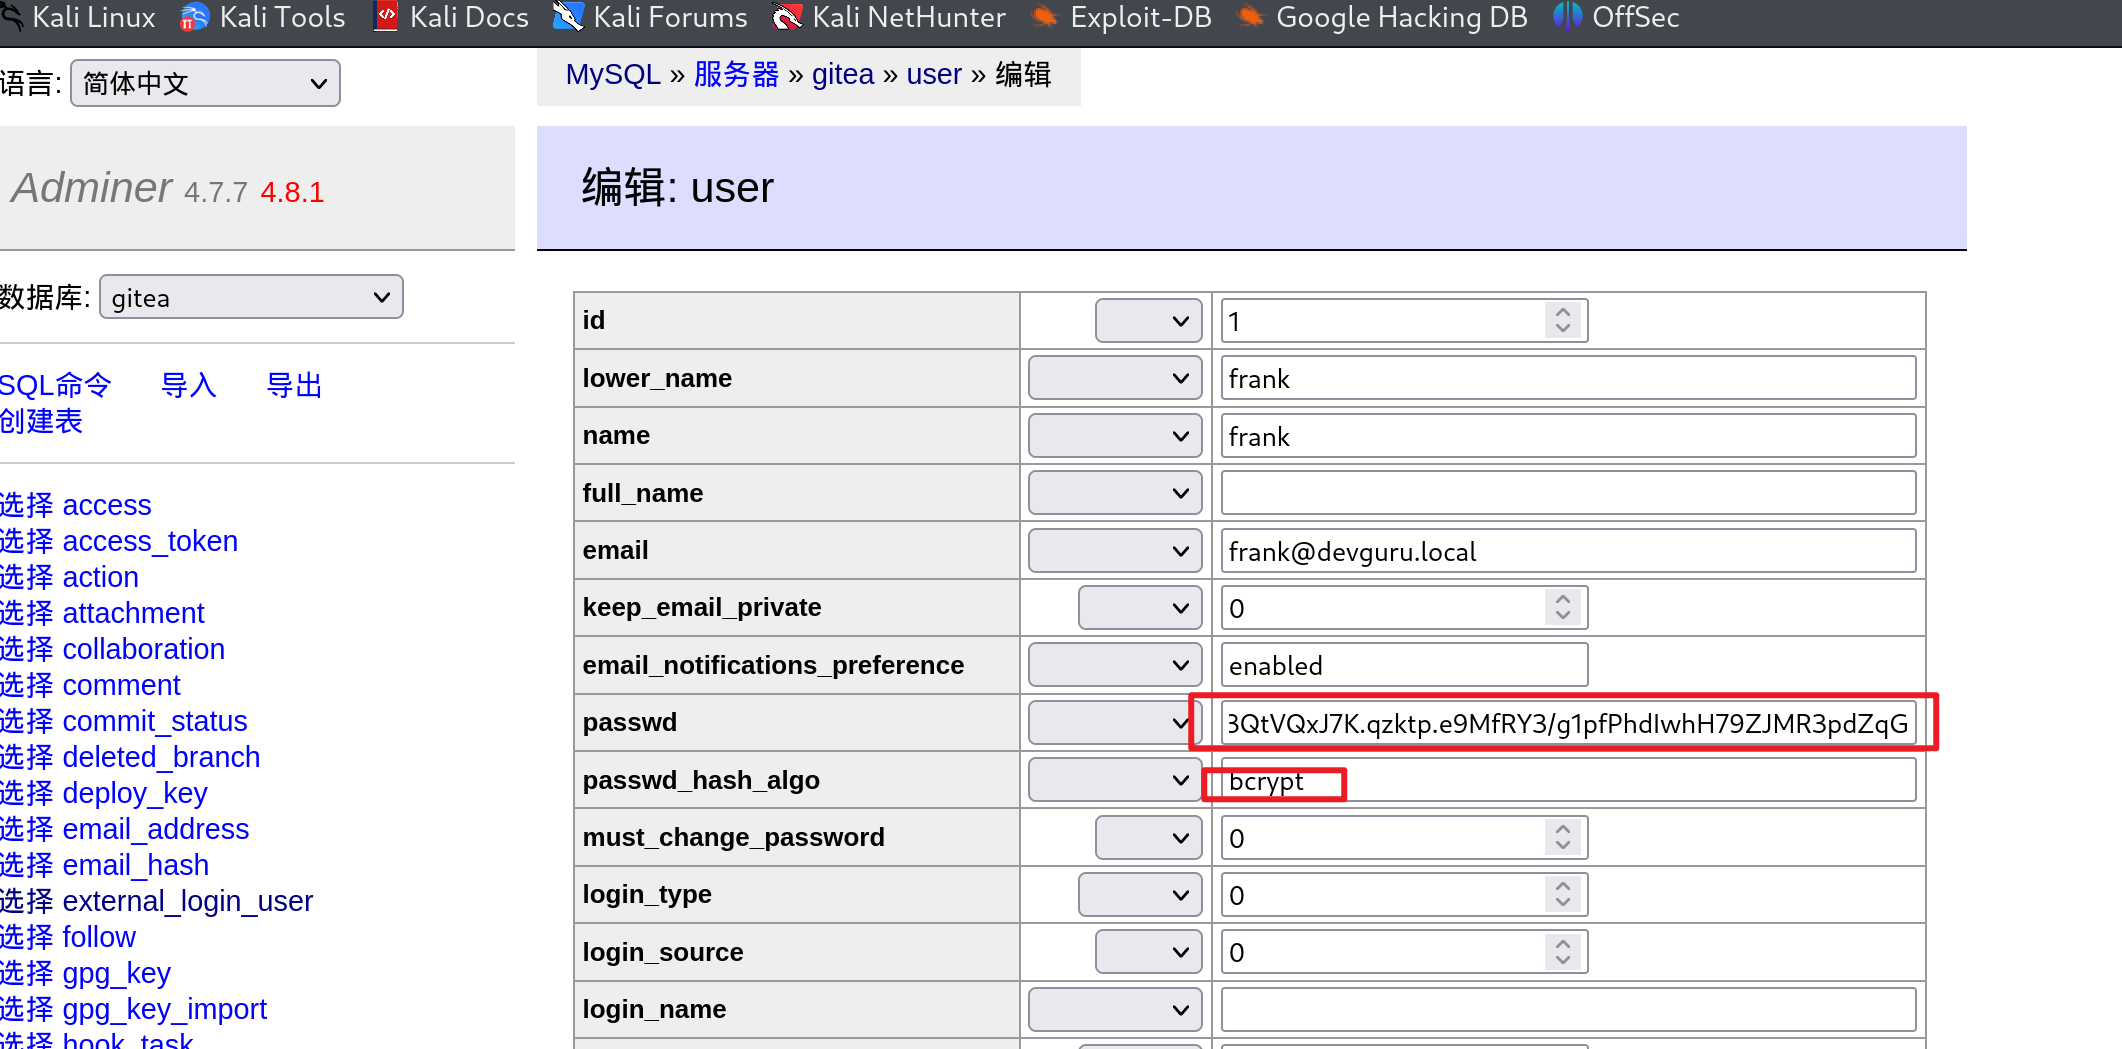 Kali Linux Kali Tools Kali Docs Kali Forums Kali NetHunter Exploit-DB Google Hacking DB OffSec
语言: 简体中文
MySQL » 服务器 » gitea » user » 编辑
Adminer 4.7.7 4.8.1
编辑: user
数据库: gitea
SQL命令 导入 导出
创建表
选择 access
选择 access_token
选择 action
选择 attachment
选择 collaboration
选择 comment
选择 commit_status
选择 deleted_branch
选择 deploy_key
选择 email_address
选择 email_hash
选择 external_login_user
选择 follow
选择 gpg_key
选择 gpg_key_import
选择 hook_task
id 1
lower_name frank
name frank
full_name
email frank@devguru.local
keep_email_private 0
email_notifications_preference enabled
passwd 3QtVQxJ7K.qzktp.e9MfRY3/g1pfPhdIwhH79ZJMR3pdZqG
passwd_hash_algo bcrypt
must_change_password 0
login_type 0
login_source 0
login_name